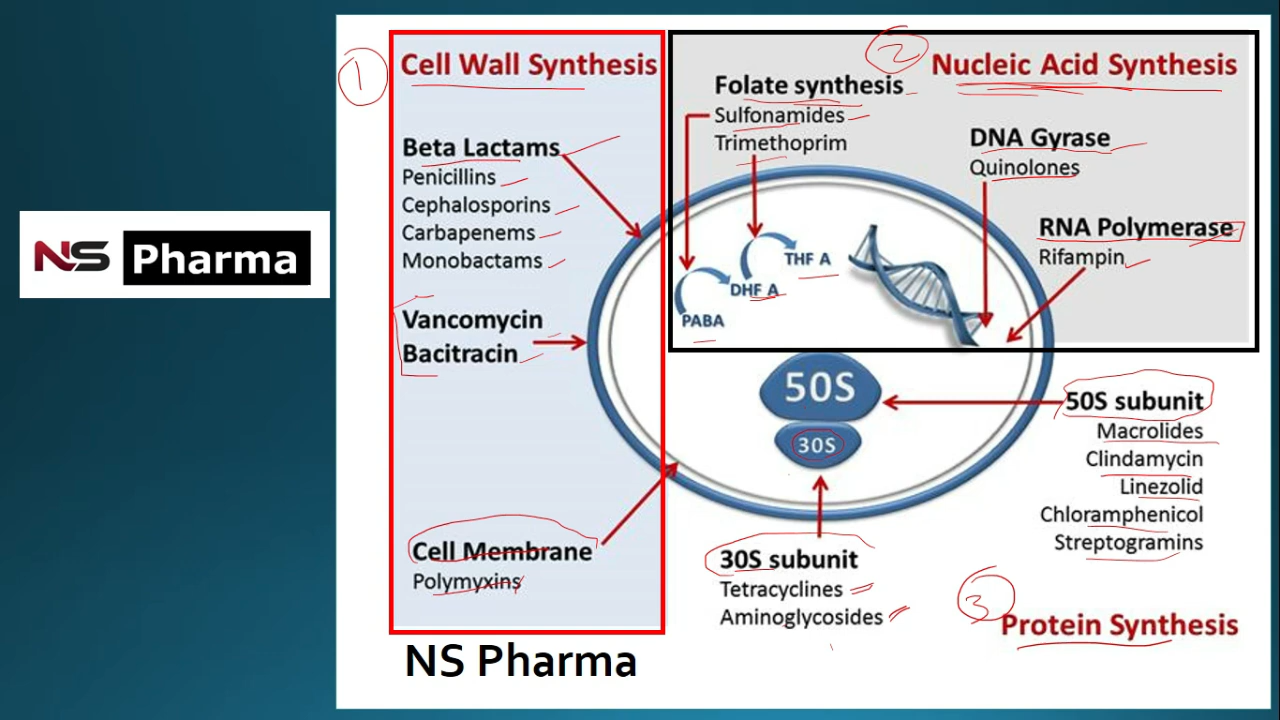 NS Pharma
1
Cell Wall Synthesis
Beta Lactams
Penicillins
Cephalosporins
Carbapenems
Monobactams
Vancomycin
Bacitracin
Cell Membrane
Polymyxins
2
Nucleic Acid Synthesis
Folate synthesis
Sulfonamides
Trimethoprim
DNA Gyrase
Quinolones
RNA Polymerase
Rifampin
THF A
DHF A
PABA
50S
30S
50S subunit
Macrolides
Clindamycin
Linezolid
Chloramphenicol
Streptogramins
30S subunit
Tetracyclines
Aminoglycosides
3
Protein Synthesis
NS Pharma